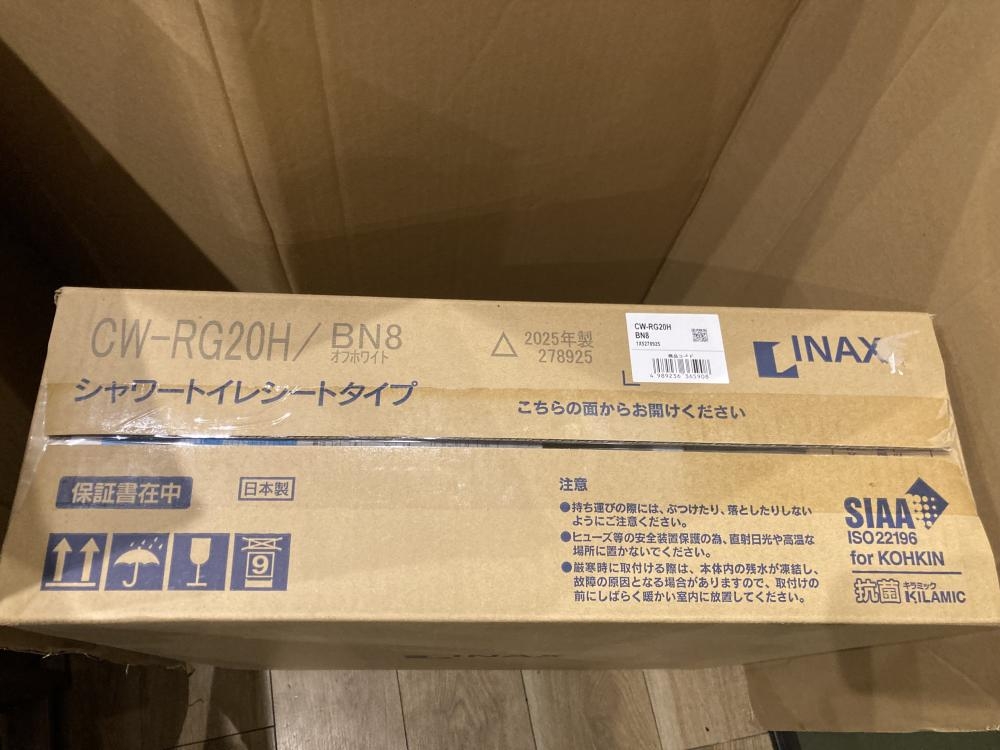 CW-RG20H/BN8
オフホワイト
2025年製
278925
CW-RG20H
BN8
商品コード
4 989236 365908
INAX
シャワートイレシートタイプ
こちらの面からお開けください
保証書在中
日本製
9
注意
●持ち運びの際には、ぶつけたり、落としたりしない
ようにご注意ください。
●ヒューズ等の安全装置保護の為、直射日光や高温な
場所に置かないでください。
●厳寒時に取付ける際は、本体内の残水が凍結し、
故障の原因となる場合がありますので、取付けの
前にしばらく暖かい室内に放置してください。
SIAA
ISO 22196
for KOHKIN
抗菌 キラミック
KILAMIC
INAX